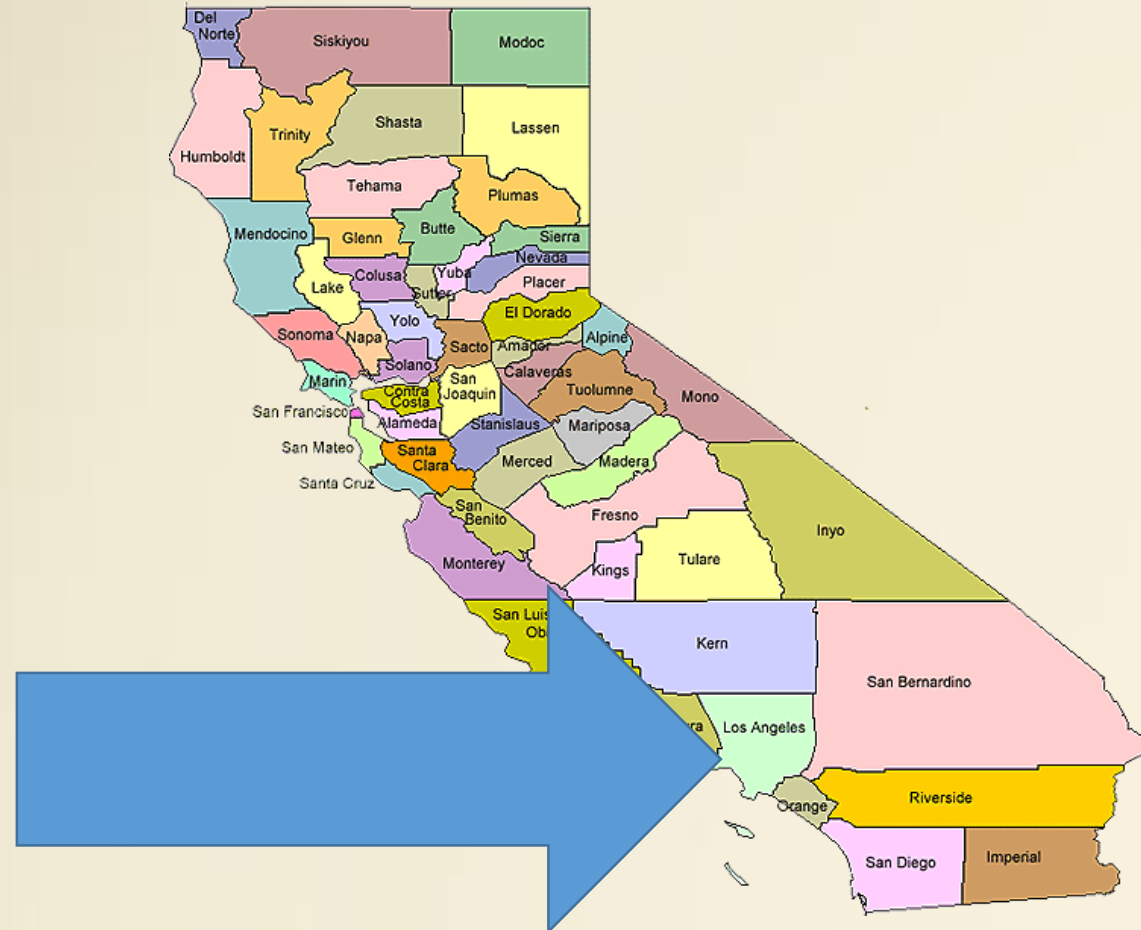 Del
Norte
Siskiyou
Modoc
Shasta
Lassen
Trinity
Humboldt
Tehama
Plumas
Mendocino
Glenn
Butte
Sierra
Nevada
Yuba
Colusa
Placer
Lake
Sutter
El Dorado
Yolo
Sonoma
Napa
Sacto
Amador
Alpine
Solano
Calaveras
Marin
San
Joaquin
Tuolumne
Contra
Costa
Mono
San Francisco
Alameda
Stanislaus
Mariposa
San Mateo
Santa
Clara
Merced
Madera
Santa Cruz
San
Benito
Fresno
Inyo
Monterey
Kings
Tulare
San Luis
Ob
Kern
San Bernardino
ra
Los Angeles
Orange
Riverside
San Diego
Imperial